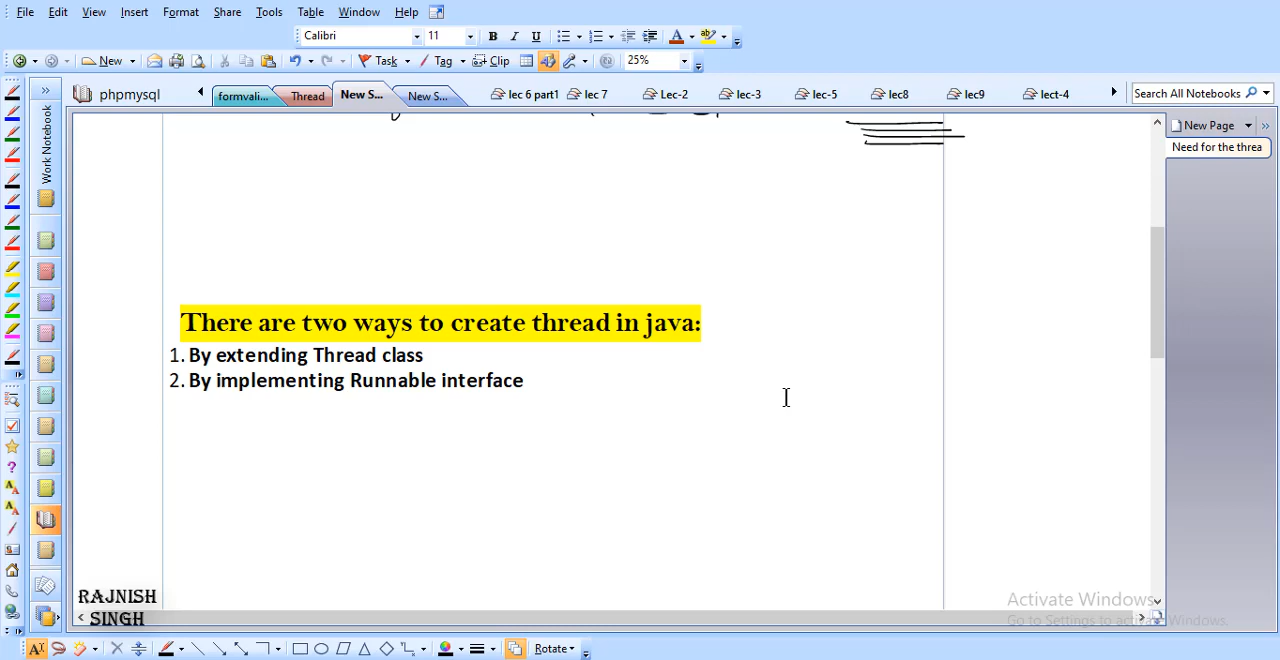 File Edit View Insert Format Share Tools Table Window Help
Calibri 11 B I U A ab
New Task Tag Clip 25%
phpmysql formvali... Thread New S... New S... lec 6 part1 lec 7 Lec-2 lec-3 lec-5 lec8 lec9 lect-4 Search All Notebooks
New Page
Need for the threa
Work Notebook
There are two ways to create thread in java:
1. By extending Thread class
2. By implementing Runnable interface
RAJNISH
SINGH
Activate Windows
Go to Settings to activate Windows.
Rotate